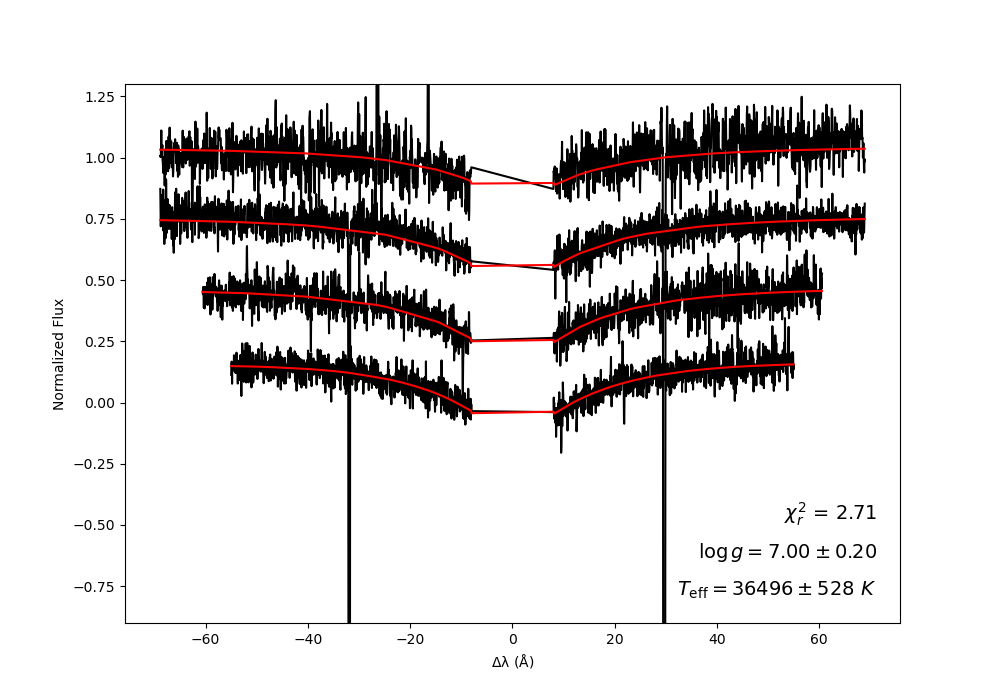 1.25
1.00
0.75
0.50
0.25
0.00
−0.25
−0.50
−0.75
Normalized Flux
χ²ᵣ = 2.71
log g = 7.00 ± 0.20
T_eff = 36496 ± 528 K
−60 −40 −20 0 20 40 60
Δλ (Å)